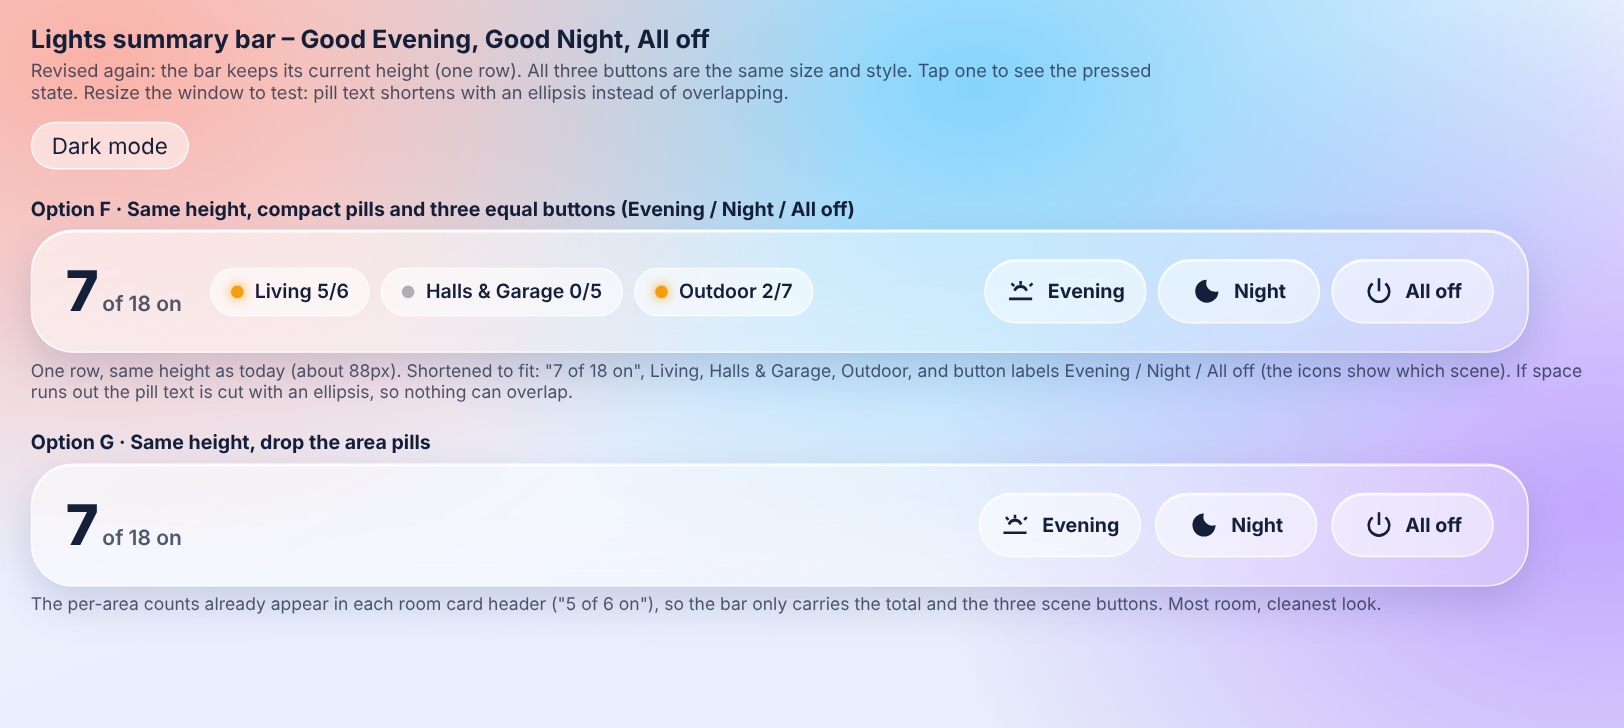 Lights summary bar – Good Evening, Good Night, All off
Revised again: the bar keeps its current height (one row). All three buttons are the same size and style. Tap one to see the pressed
state. Resize the window to test: pill text shortens with an ellipsis instead of overlapping.
Dark mode
Option F · Same height, compact pills and three equal buttons (Evening / Night / All off)
7 of 18 on Living 5/6 Halls & Garage 0/5 Outdoor 2/7 Evening Night All off
One row, same height as today (about 88px). Shortened to fit: "7 of 18 on", Living, Halls & Garage, Outdoor, and button labels Evening / Night / All off (the icons show which scene). If space
runs out the pill text is cut with an ellipsis, so nothing can overlap.
Option G · Same height, drop the area pills
7 of 18 on Evening Night All off
The per-area counts already appear in each room card header ("5 of 6 on"), so the bar only carries the total and the three scene buttons. Most room, cleanest look.